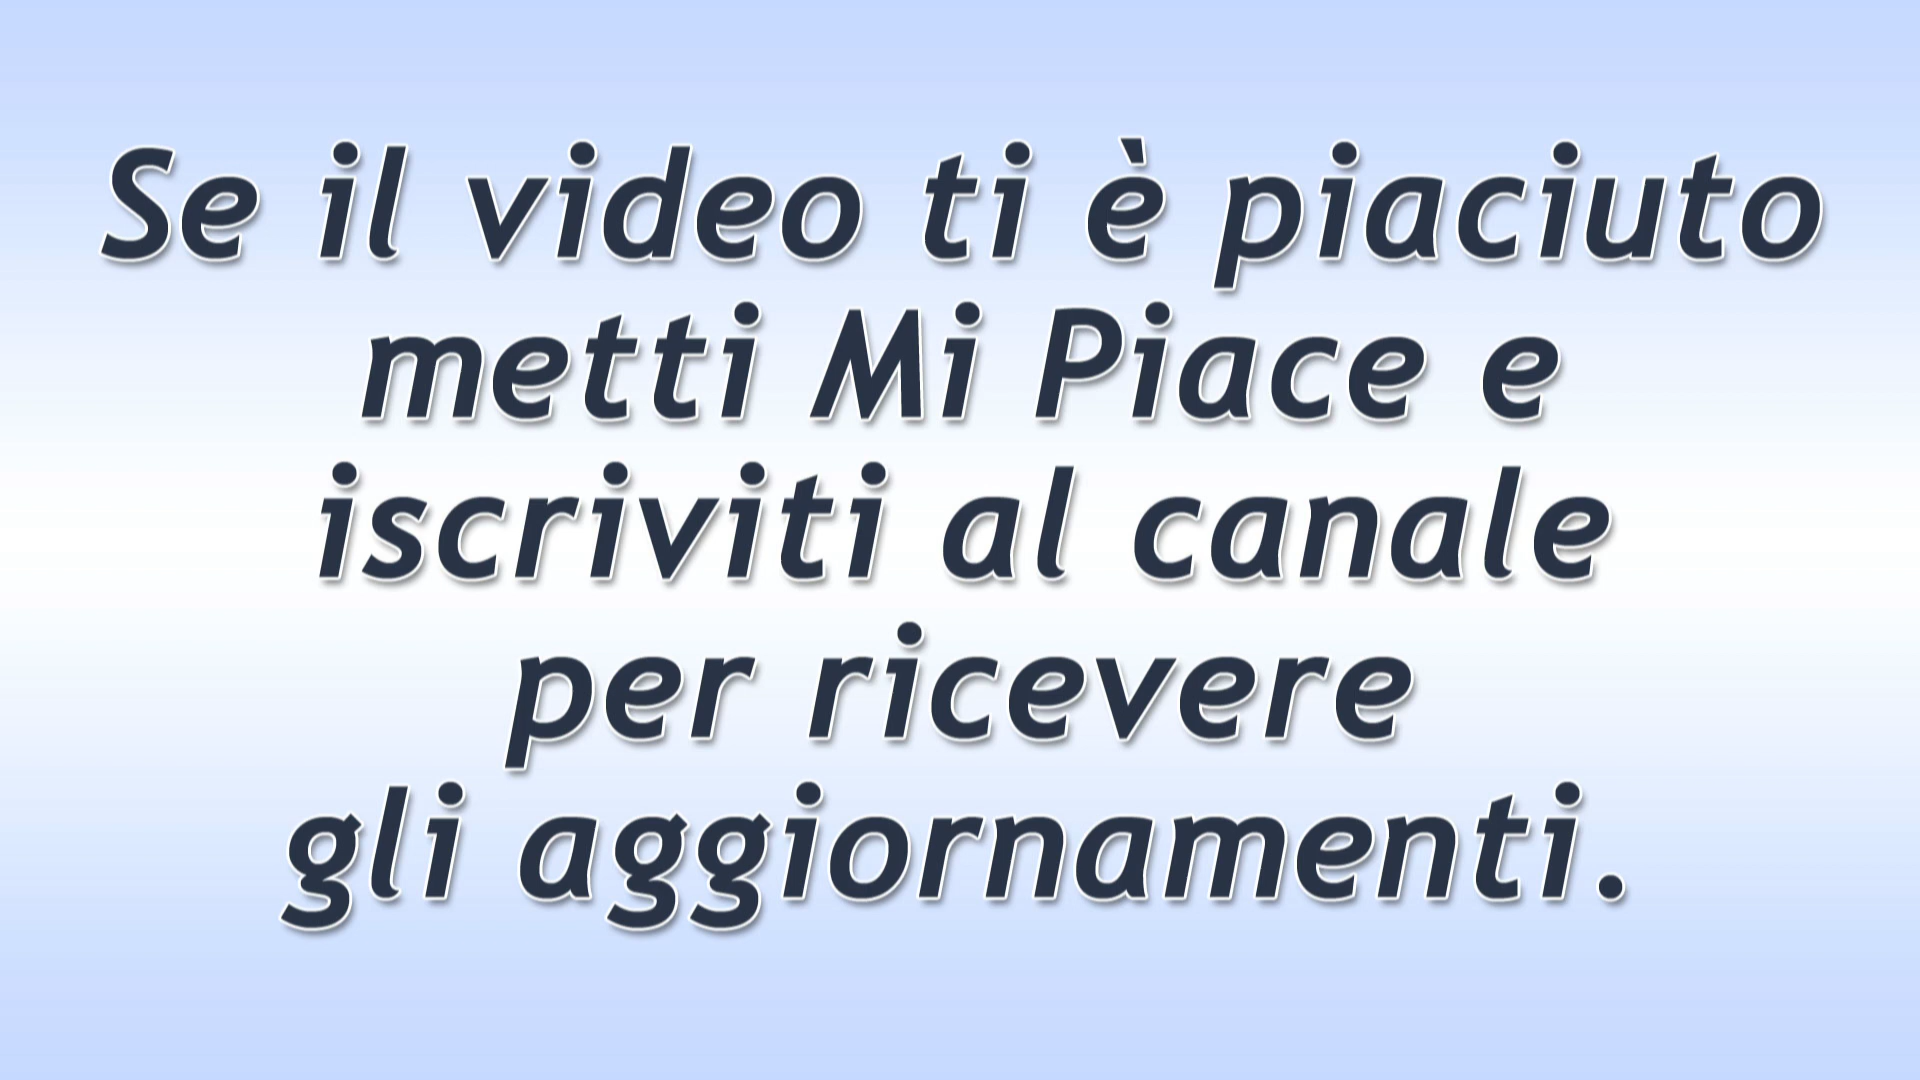 Se il video ti è piaciuto
metti Mi Piace e
iscriviti al canale
per ricevere
gli aggiornamenti.